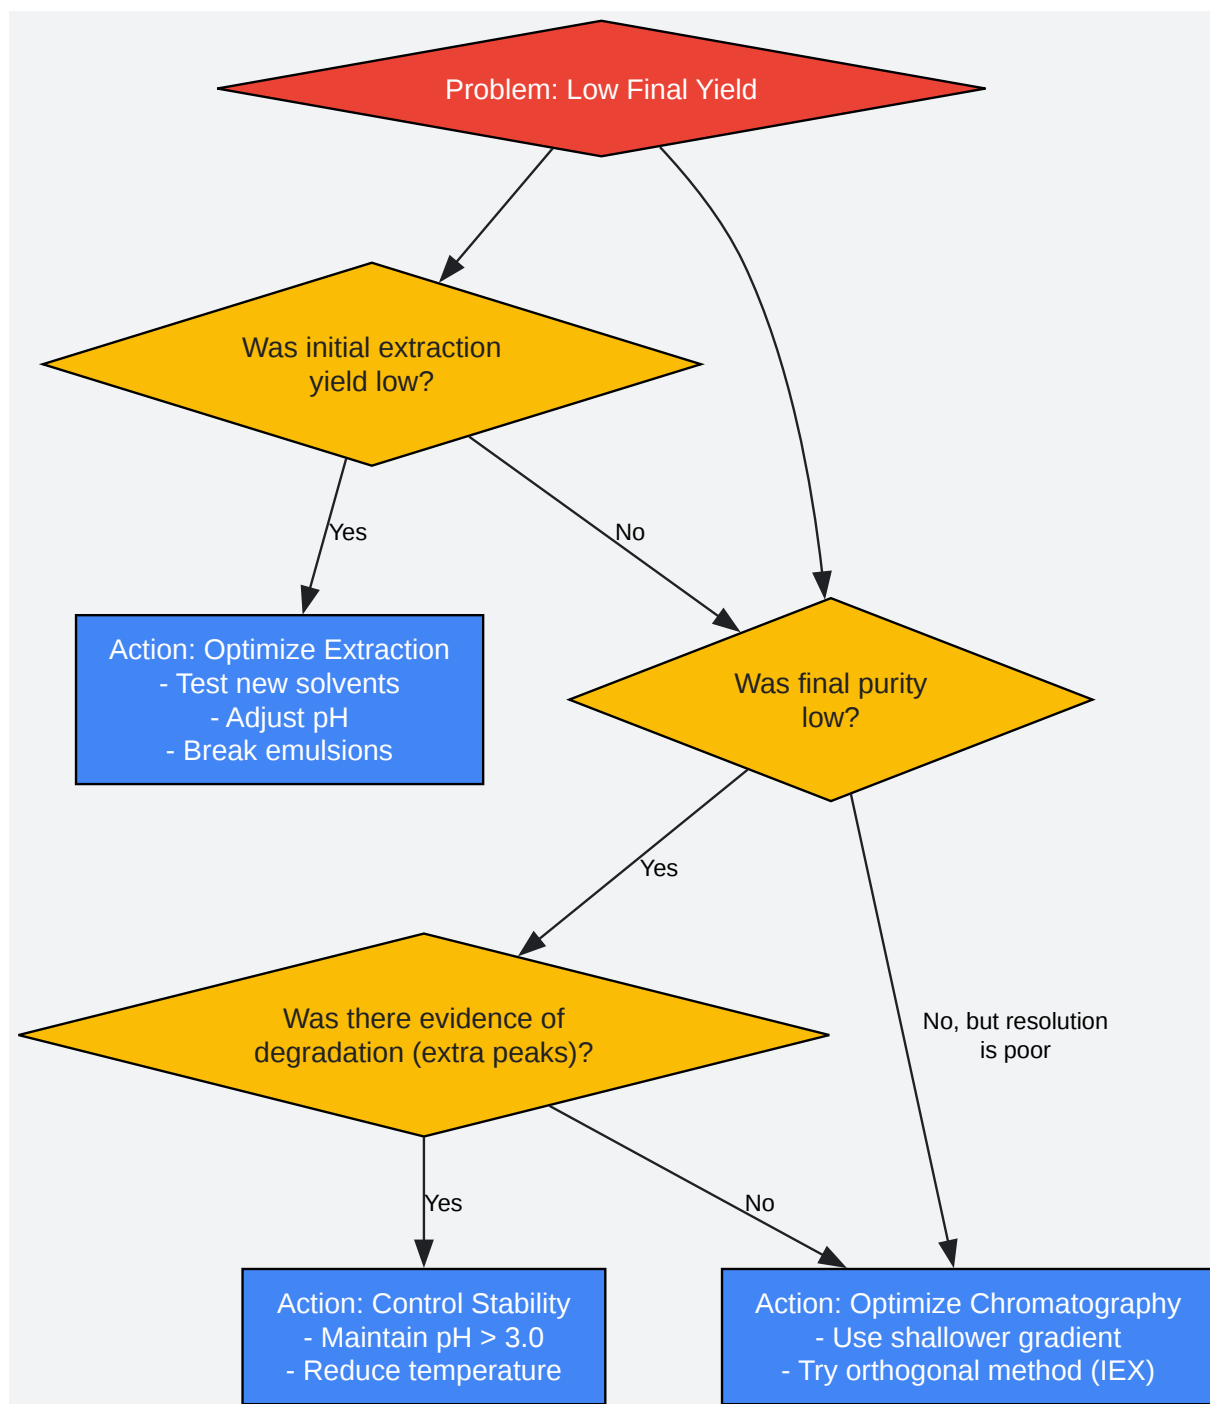 Problem: Low Final Yield
Was initial extraction
yield low?
Yes
No
Action: Optimize Extraction
- Test new solvents
- Adjust pH
- Break emulsions
Was final purity
low?
Yes
No, but resolution
is poor
Was there evidence of
degradation (extra peaks)?
Yes
No
Action: Control Stability
- Maintain pH > 3.0
- Reduce temperature
Action: Optimize Chromatography
- Use shallower gradient
- Try orthogonal method (IEX)